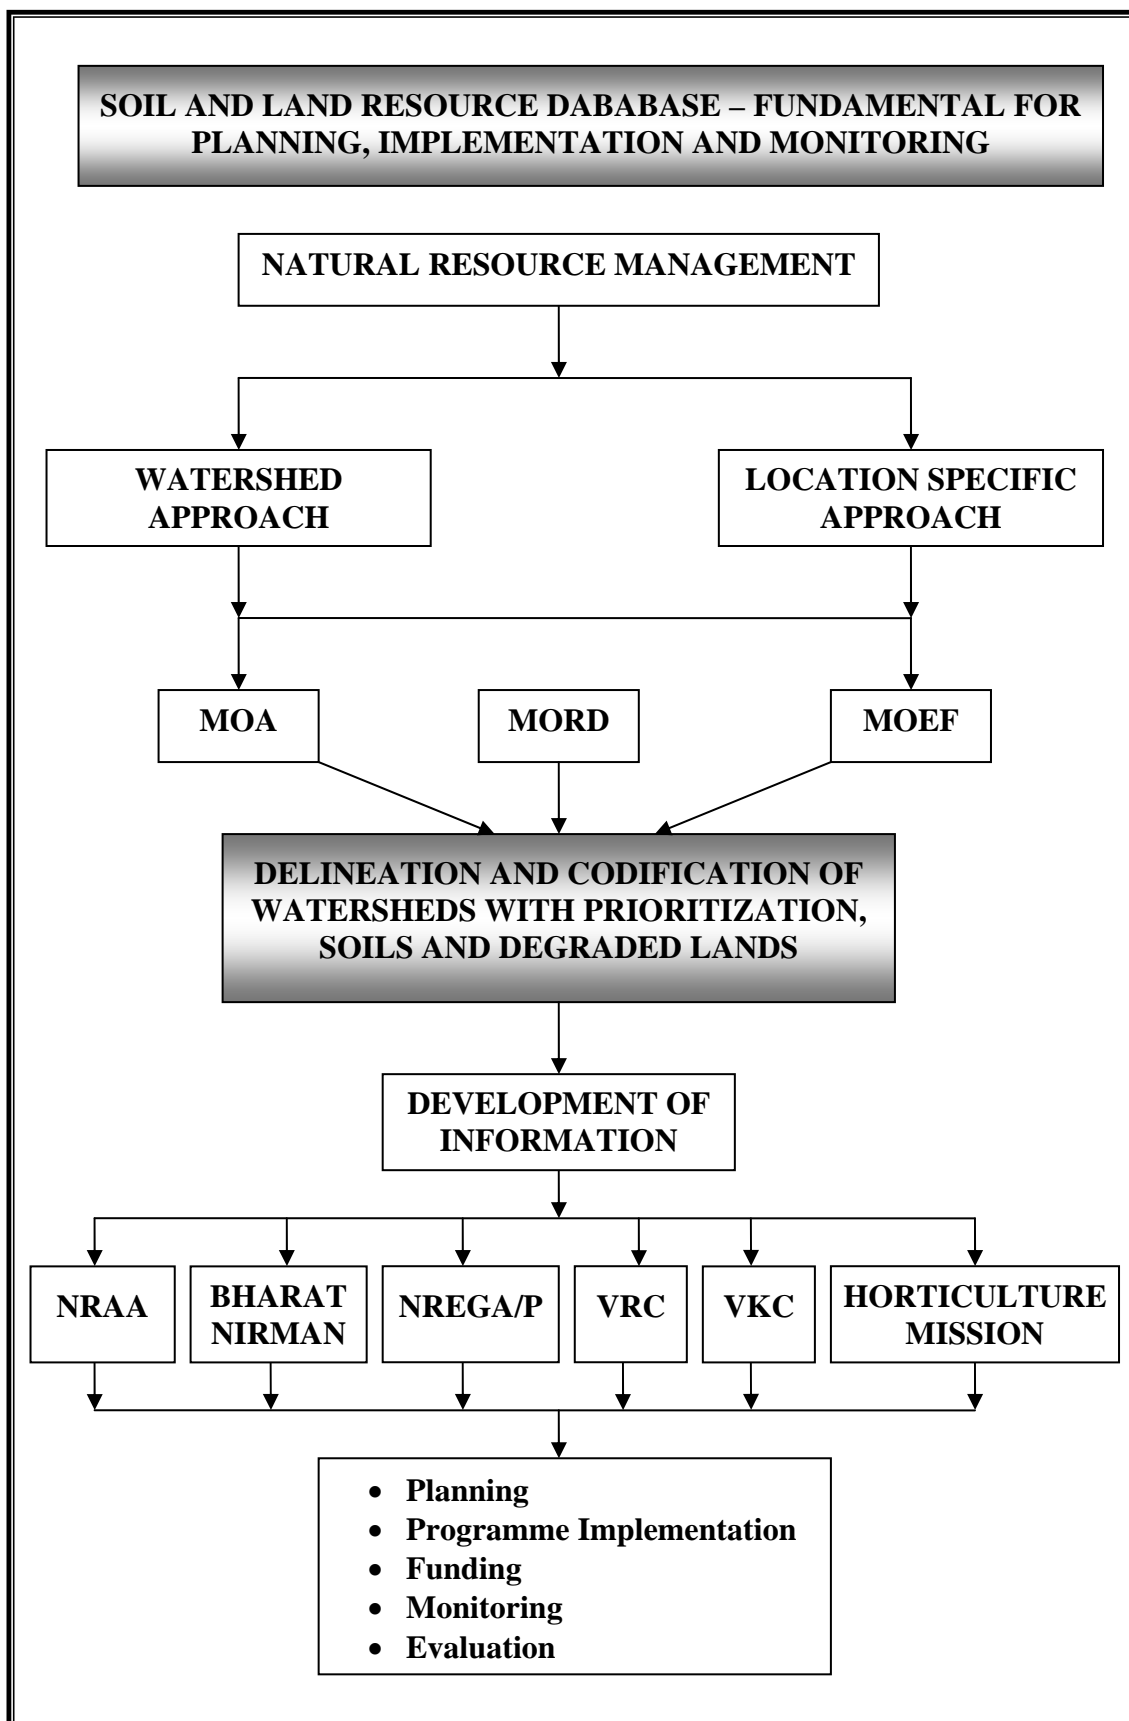 SOIL AND LAND RESOURCE DABABASE – FUNDAMENTAL FOR
PLANNING, IMPLEMENTATION AND MONITORING
NATURAL RESOURCE MANAGEMENT
WATERSHED
APPROACH
LOCATION SPECIFIC
APPROACH
MOA
MORD
MOEF
DELINEATION AND CODIFICATION OF
WATERSHEDS WITH PRIORITIZATION,
SOILS AND DEGRADED LANDS
DEVELOPMENT OF
INFORMATION
NRAA
BHARAT
NIRMAN
NREGA/P
VRC
VKC
HORTICULTURE
MISSION
• Planning
• Programme Implementation
• Funding
• Monitoring
• Evaluation